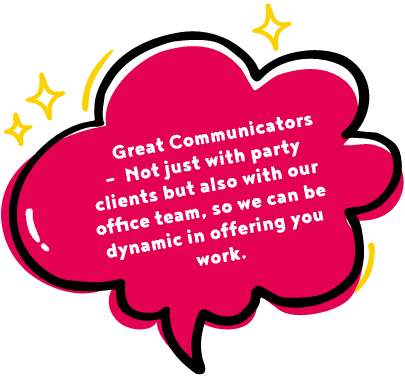 Great Communicators
– Not just with party
clients but also with our
office team, so we can be
dynamic in offering you
work.